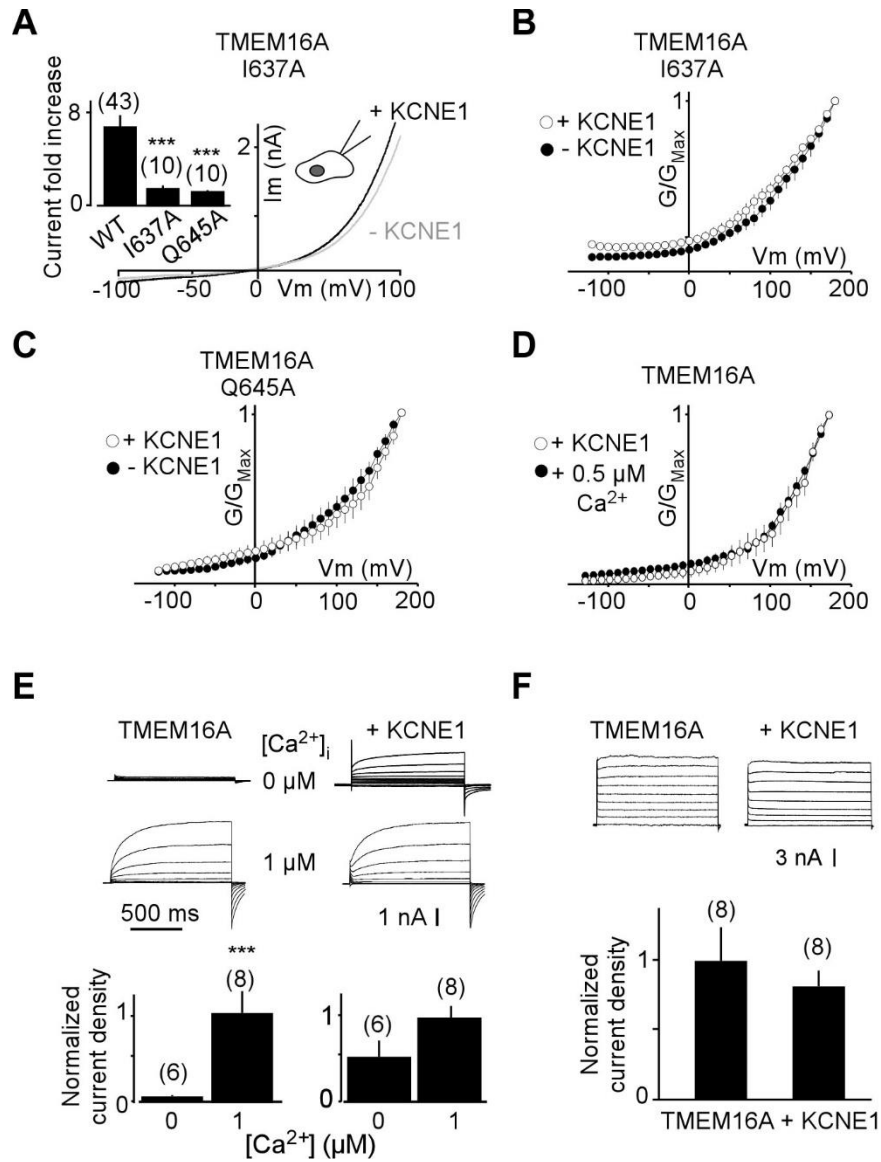 A
TMEM16A
I637A
Current fold increase
8
0
(43)
***
(10)
***
(10)
WT
I637A
Q645A
+ KCNE1
- KCNE1
Im (nA)
2
-100
-50
0
Vm (mV)
100
B
TMEM16A
I637A
+ KCNE1
- KCNE1
1
G/GMax
Vm (mV)
-100
0
100
200
C
TMEM16A
Q645A
+ KCNE1
- KCNE1
1
G/GMax
Vm (mV)
-100
0
100
200
D
TMEM16A
+ KCNE1
+ 0.5 µM
Ca2+
1
G/GMax
Vm (mV)
-100
0
100
200
E
TMEM16A
+ KCNE1
[Ca2+]i
0 µM
1 µM
500 ms
1 nA
Normalized
current density
1
0
(6)
***
(8)
0
1
1
0
(6)
(8)
0
1
[Ca2+] (µM)
F
TMEM16A
+ KCNE1
3 nA
Normalized
current density
1
0
(8)
(8)
TMEM16A + KCNE1